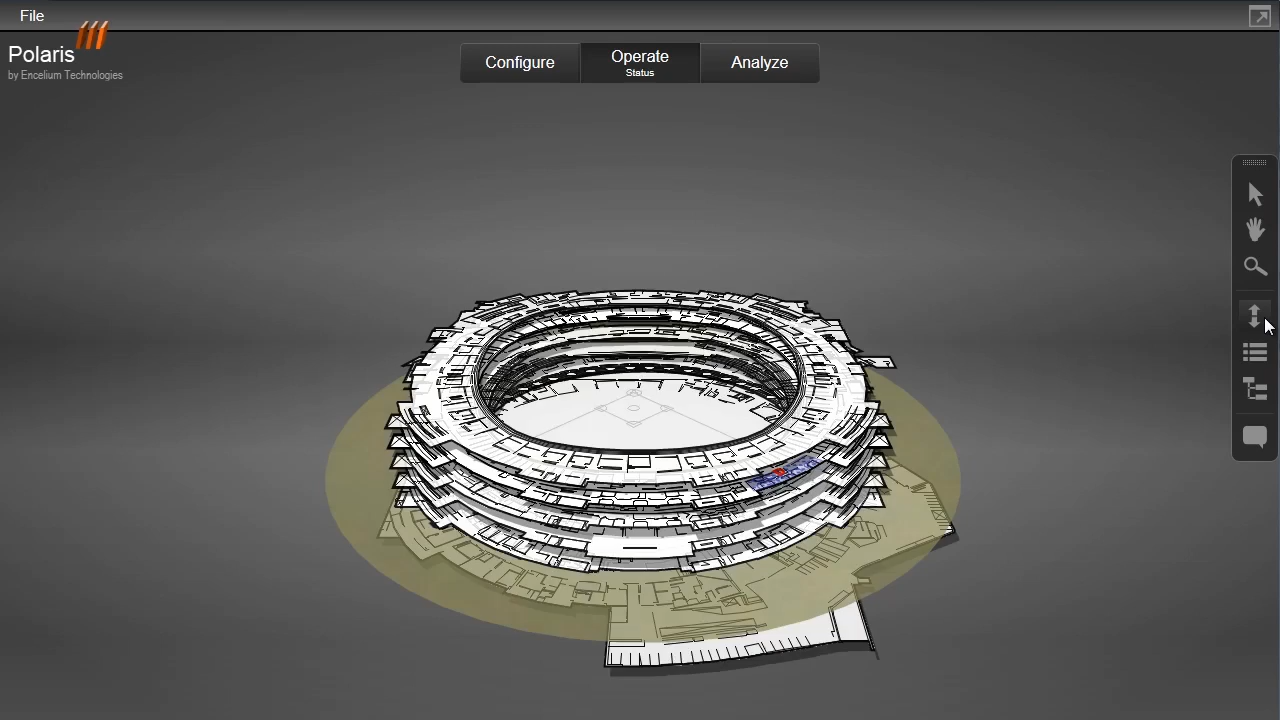 File
Polaris
by Encelium Technologies
Configure
Operate
Status
Analyze